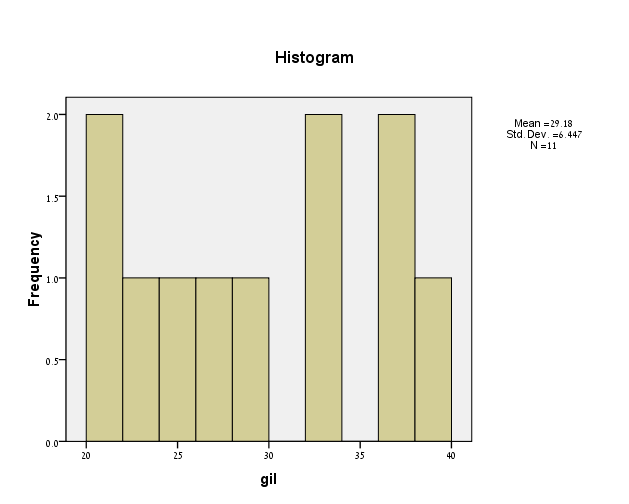 Histogram
Mean =29.18
Std. Dev. =6.447
N =11
2.0
1.5
1.0
0.5
0.0
Frequency
20 25 30 35 40
gil